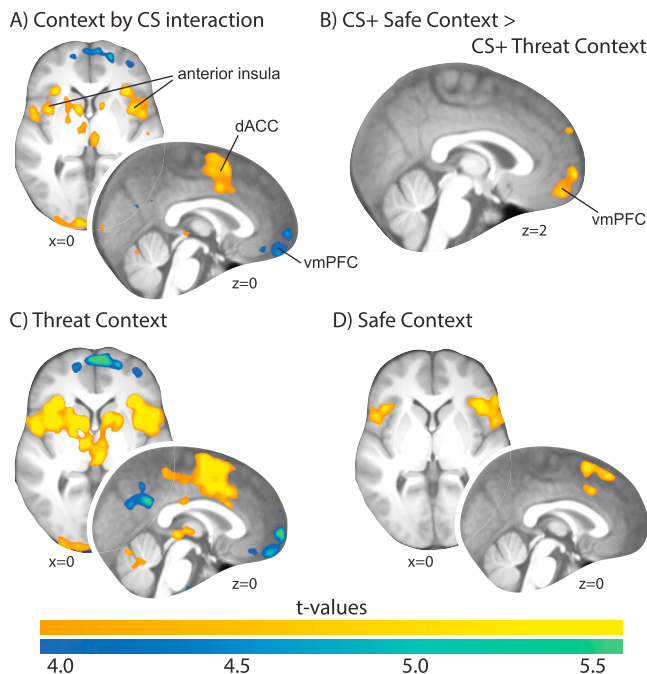 A) Context by CS interaction
anterior insula
dACC
vmPFC
x=0
z=0
B) CS+ Safe Context >
CS+ Threat Context
vmPFC
z=2
C) Threat Context
x=0
z=0
D) Safe Context
x=0
z=0
t-values
4.0 4.5 5.0 5.5